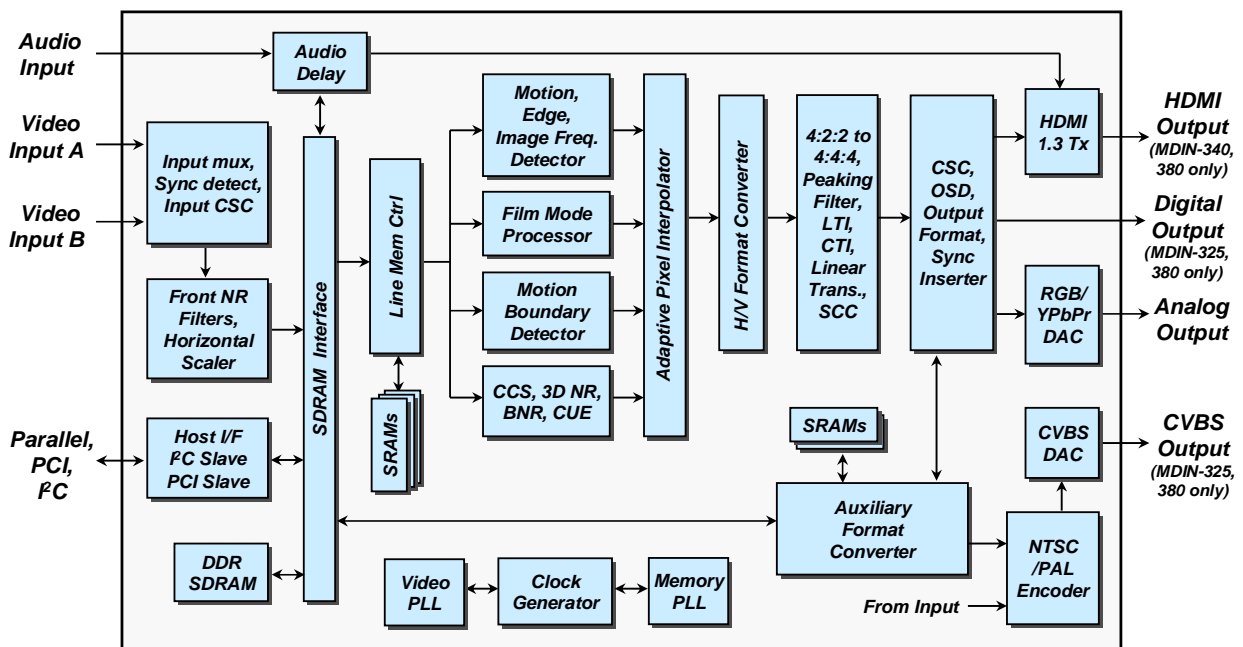 Audio
Input
Video
Input A
Video
Input B
Parallel,
PCI,
I²C
Audio
Delay
Input mux,
Sync detect,
Input CSC
Front NR
Filters,
Horizontal
Scaler
Host I/F
I²C Slave
PCI Slave
DDR
SDRAM
SDRAM Interface
Line Mem Ctrl
SRAMs
Motion,
Edge,
Image Freq.
Detector
Film Mode
Processor
Motion
Boundary
Detector
CCS, 3D NR,
BNR, CUE
Adaptive Pixel Interpolator
H/V Format Converter
4:2:2 to
4:4:4,
Peaking
Filter,
LTI,
CTI,
Linear
Trans.,
SCC
CSC,
OSD,
Output
Format,
Sync
Inserter
HDMI
1.3 Tx
RGB/
YPbPr
DAC
CVBS
DAC
SRAMs
Auxiliary
Format
Converter
NTSC
/PAL
Encoder
From Input
Video
PLL
Clock
Generator
Memory
PLL
HDMI
Output
(MDIN-340,
380 only)
Digital
Output
(MDIN-325,
380 only)
Analog
Output
CVBS
Output
(MDIN-325,
380 only)